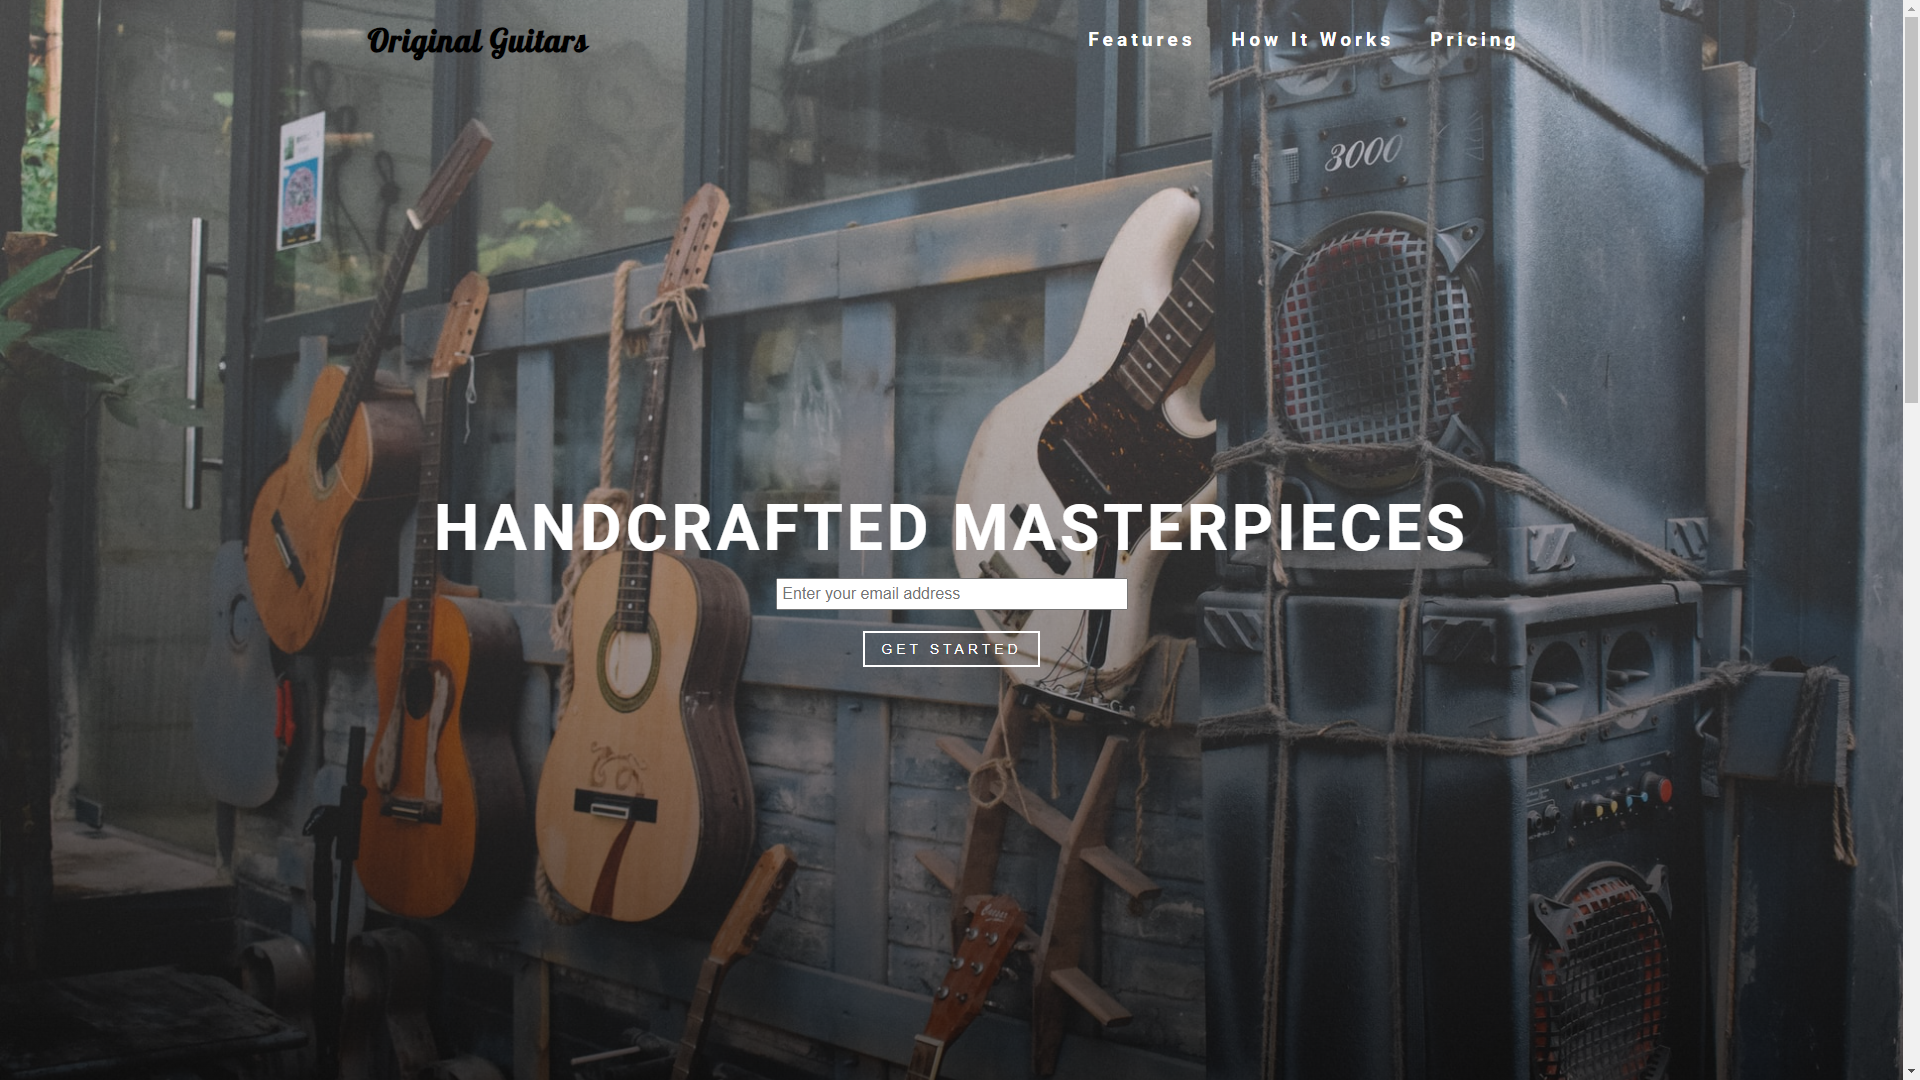 Original Guitars
Features
How It Works
Pricing
3000
HANDCRAFTED MASTERPIECES
Enter your email address
GET STARTED